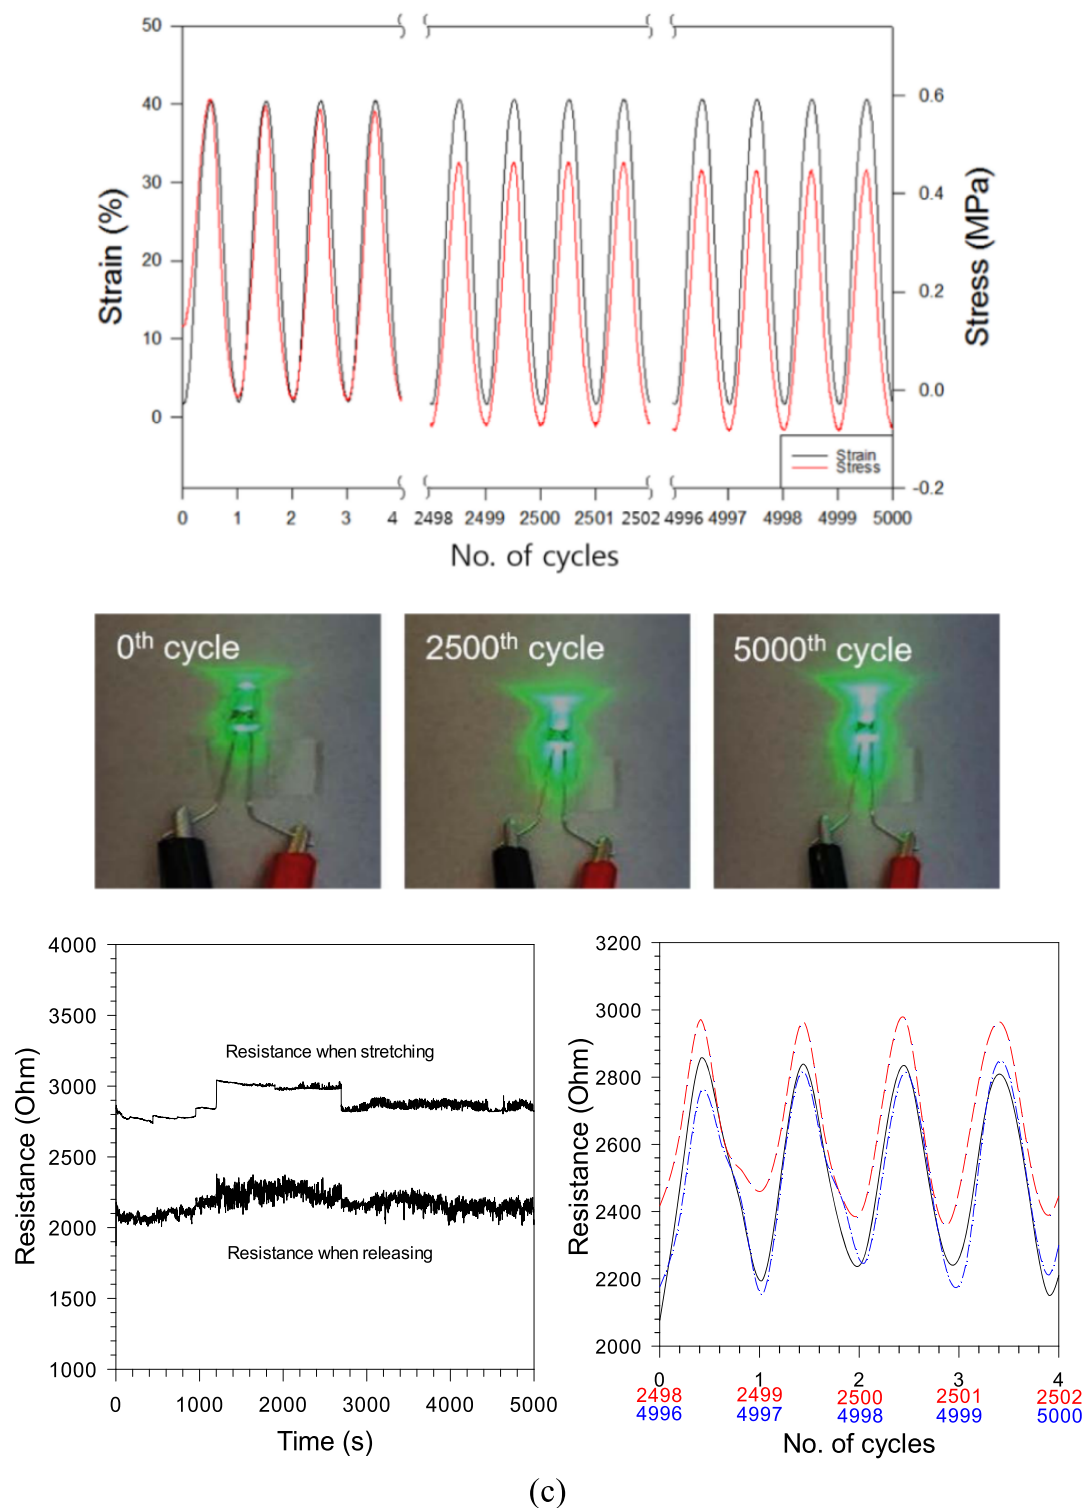 50
40
30
20
10
0
Strain (%)
0.6
0.4
0.2
0.0
-0.2
Stress (MPa)
Strain
Stress
0 1 2 3 4 2498 2499 2500 2501 2502 4996 4997 4998 4999 5000
No. of cycles
0th cycle
2500th cycle
5000th cycle
4000
3500
3000
2500
2000
1500
1000
Resistance (Ohm)
Resistance when stretching
Resistance when releasing
0 1000 2000 3000 4000 5000
Time (s)
3200
3000
2800
2600
2400
2200
2000
Resistance (Ohm)
0 1 2 3 4
2498 2499 2500 2501 2502
4996 4997 4998 4999 5000
No. of cycles
(c)